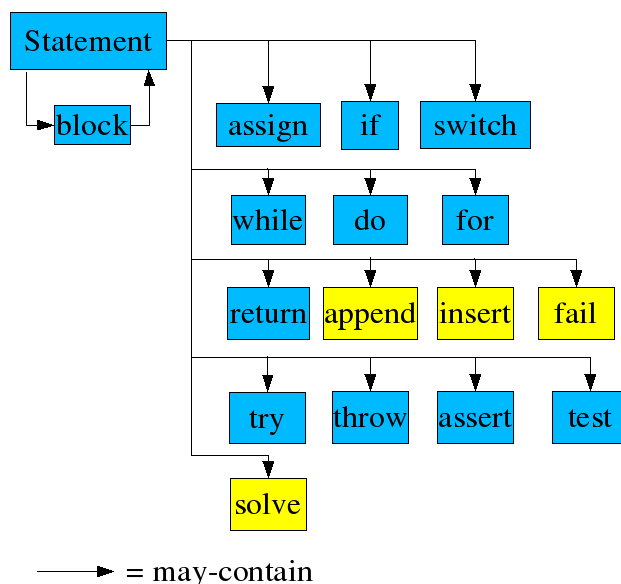 Statement
block
assign if switch
while do for
return append insert fail
try throw assert test
solve
= may-contain